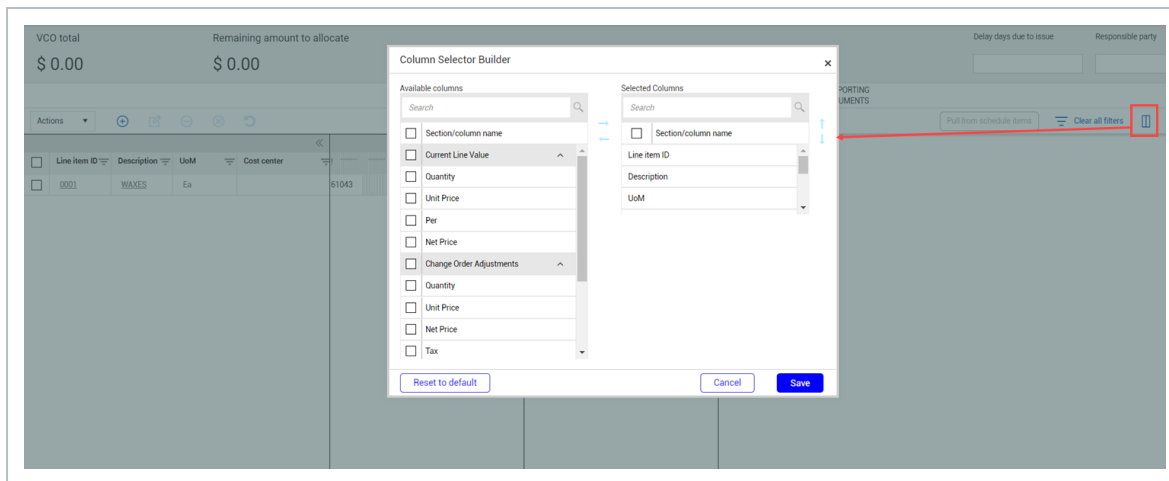 VCO total
Remaining amount to allocate
$ 0.00
$ 0.00
Delay days due to issue
Responsible party
PORTING
UMENTS
Actions
Pull from schedule items
Clear all filters
Line item ID
Description
UoM
Cost center
0001
WAXES
Ea
61043
Column Selector Builder
×
Available columns
Search
Section/column name
Current Line Value
Quantity
Unit Price
Per
Net Price
Change Order Adjustments
Quantity
Unit Price
Net Price
Tax
Selected Columns
Search
Section/column name
Line item ID
Description
UoM
Reset to default
Cancel
Save